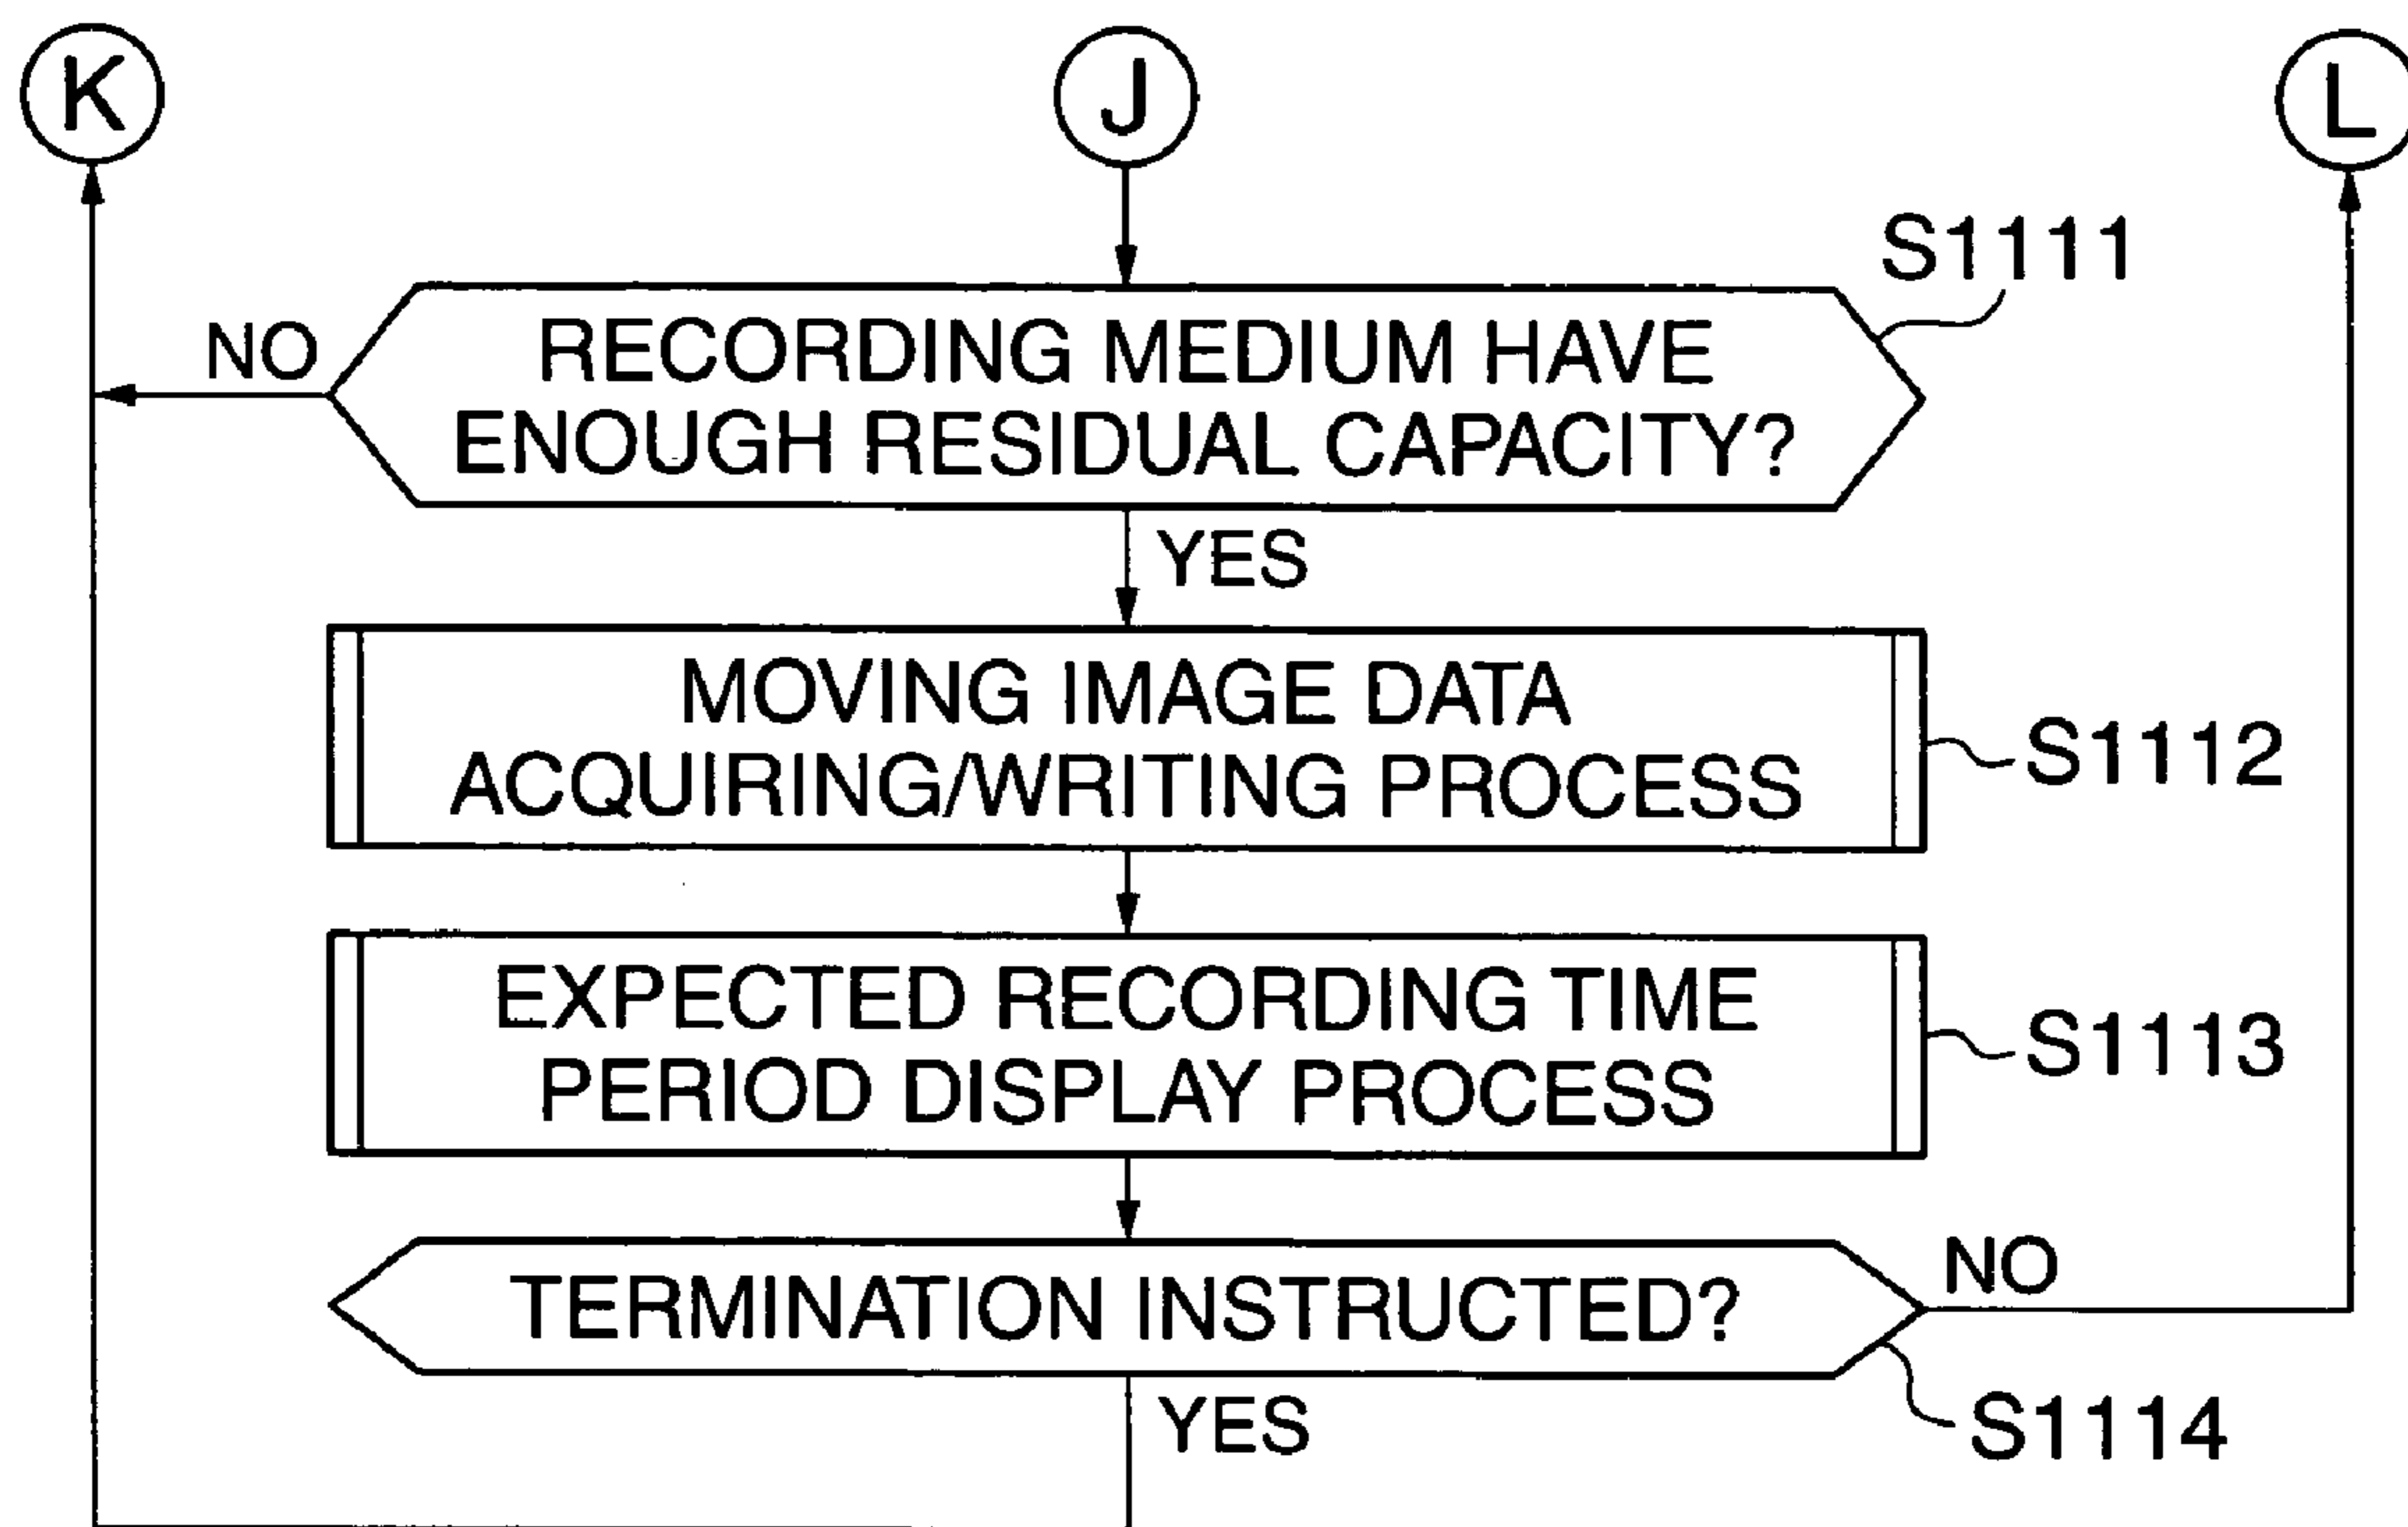 K
J
L
S1111
NO
RECORDING MEDIUM HAVE
ENOUGH RESIDUAL CAPACITY?
YES
MOVING IMAGE DATA
ACQUIRING/WRITING PROCESS
S1112
EXPECTED RECORDING TIME
PERIOD DISPLAY PROCESS
S1113
TERMINATION INSTRUCTED?
NO
YES
S1114